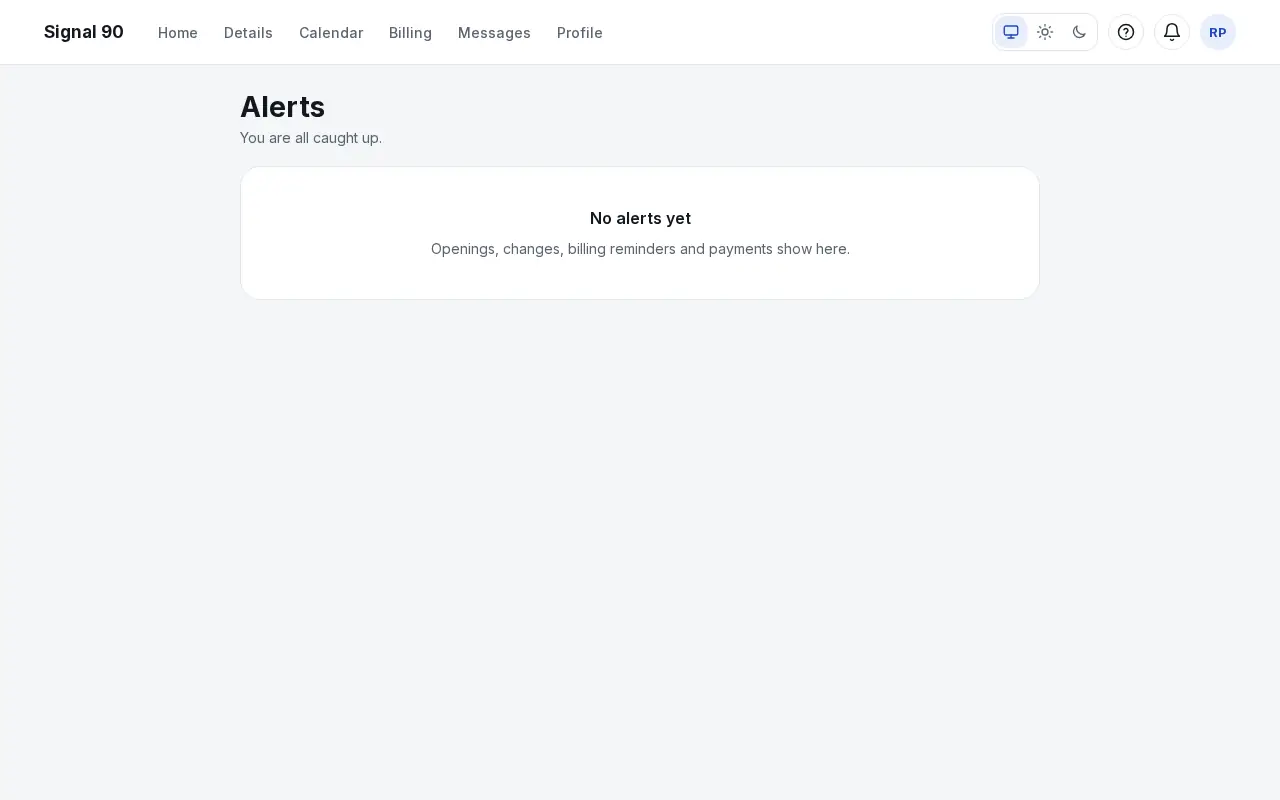 Signal 90
Home
Details
Calendar
Billing
Messages
Profile
RP
Alerts
You are all caught up.
No alerts yet
Openings, changes, billing reminders and payments show here.